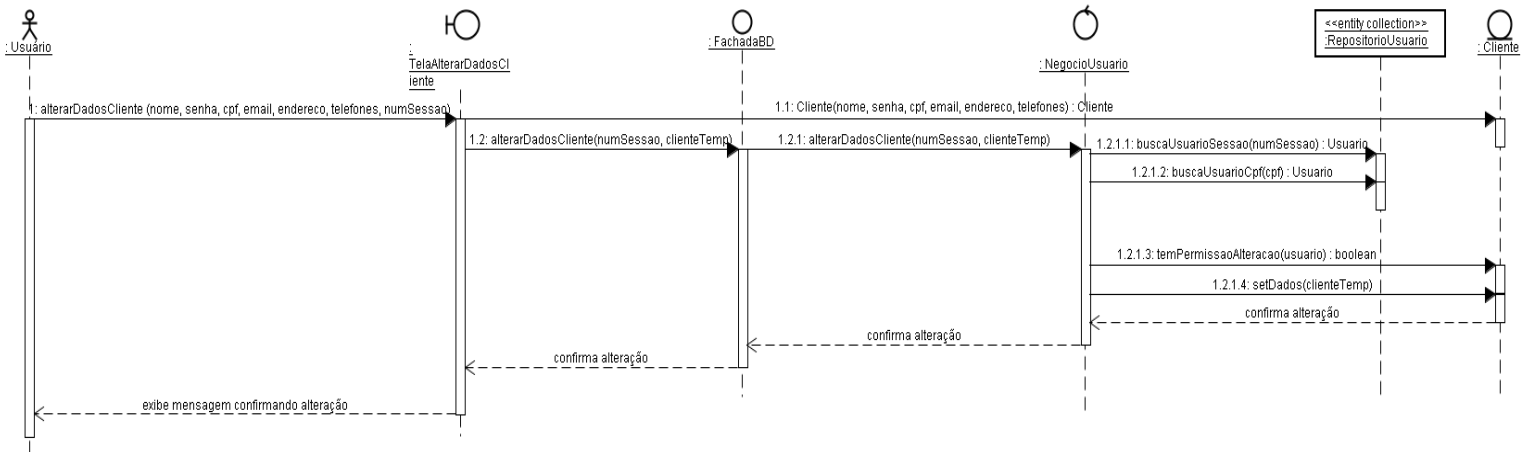 : Usuário
:
TelaAlterarDadosCl
iente
: FachadaBD
: NegocioUsuario
<<entity collection>>
:RepositorioUsuario
: Cliente
1: alterarDadosCliente (nome, senha, cpf, email, endereco, telefones, numSessao)
1.1: Cliente(nome, senha, cpf, email, endereco, telefones) : Cliente
1.2: alterarDadosCliente(numSessao, clienteTemp)
1.2.1: alterarDadosCliente(numSessao, clienteTemp)
1.2.1.1: buscaUsuarioSessao(numSessao) : Usuario
1.2.1.2: buscaUsuarioCpf(cpf) : Usuario
1.2.1.3: temPermissaoAlteracao(usuario) : boolean
1.2.1.4: setDados(clienteTemp)
confirma alteração
confirma alteração
confirma alteração
exibe mensagem confirmando alteração